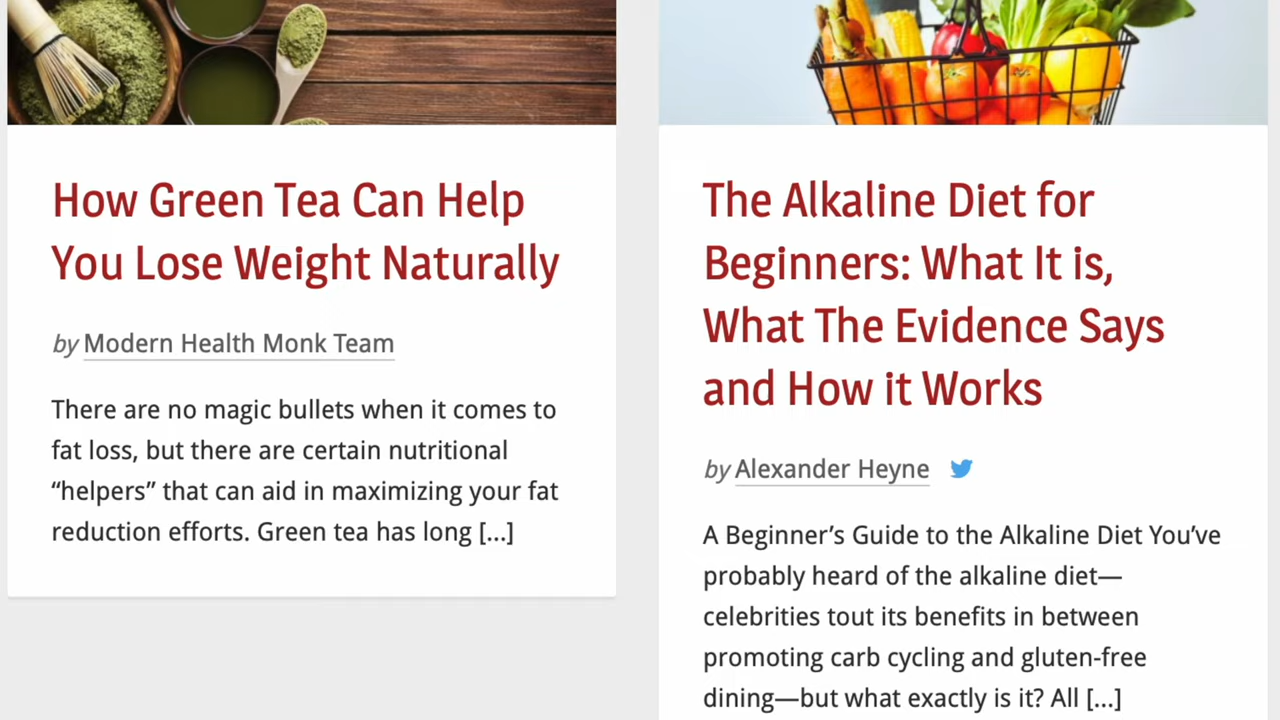 How Green Tea Can Help
You Lose Weight Naturally
by Modern Health Monk Team
There are no magic bullets when it comes to
fat loss, but there are certain nutritional
“helpers” that can aid in maximizing your fat
reduction efforts. Green tea has long [...]
The Alkaline Diet for
Beginners: What It is,
What The Evidence Says
and How it Works
by Alexander Heyne
A Beginner’s Guide to the Alkaline Diet You’ve
probably heard of the alkaline diet—
celebrities tout its benefits in between
promoting carb cycling and gluten-free
dining—but what exactly is it? All [...]